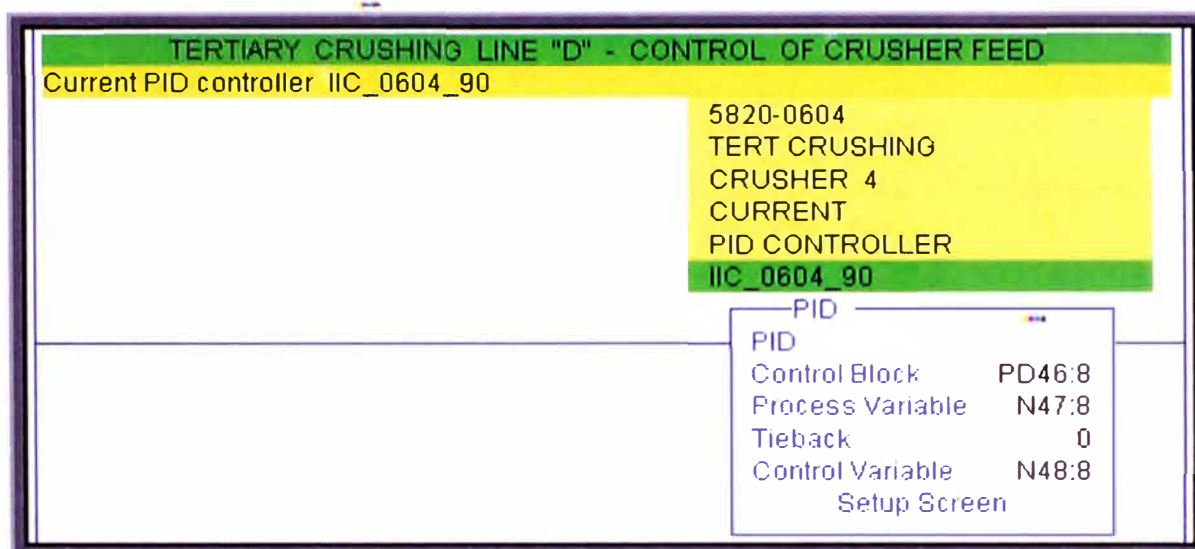 TERTIARY CRUSHING LINE "D" - CONTROL OF CRUSHER FEED
Current PID controller IIC_0604_90
5820-0604
TERT CRUSHING
CRUSHER 4
CURRENT
PID CONTROLLER
IIC_0604_90
PID
PID
Control Block PD46:8
Process Variable N47:8
Tieback 0
Control Variable N48:8
Setup Screen